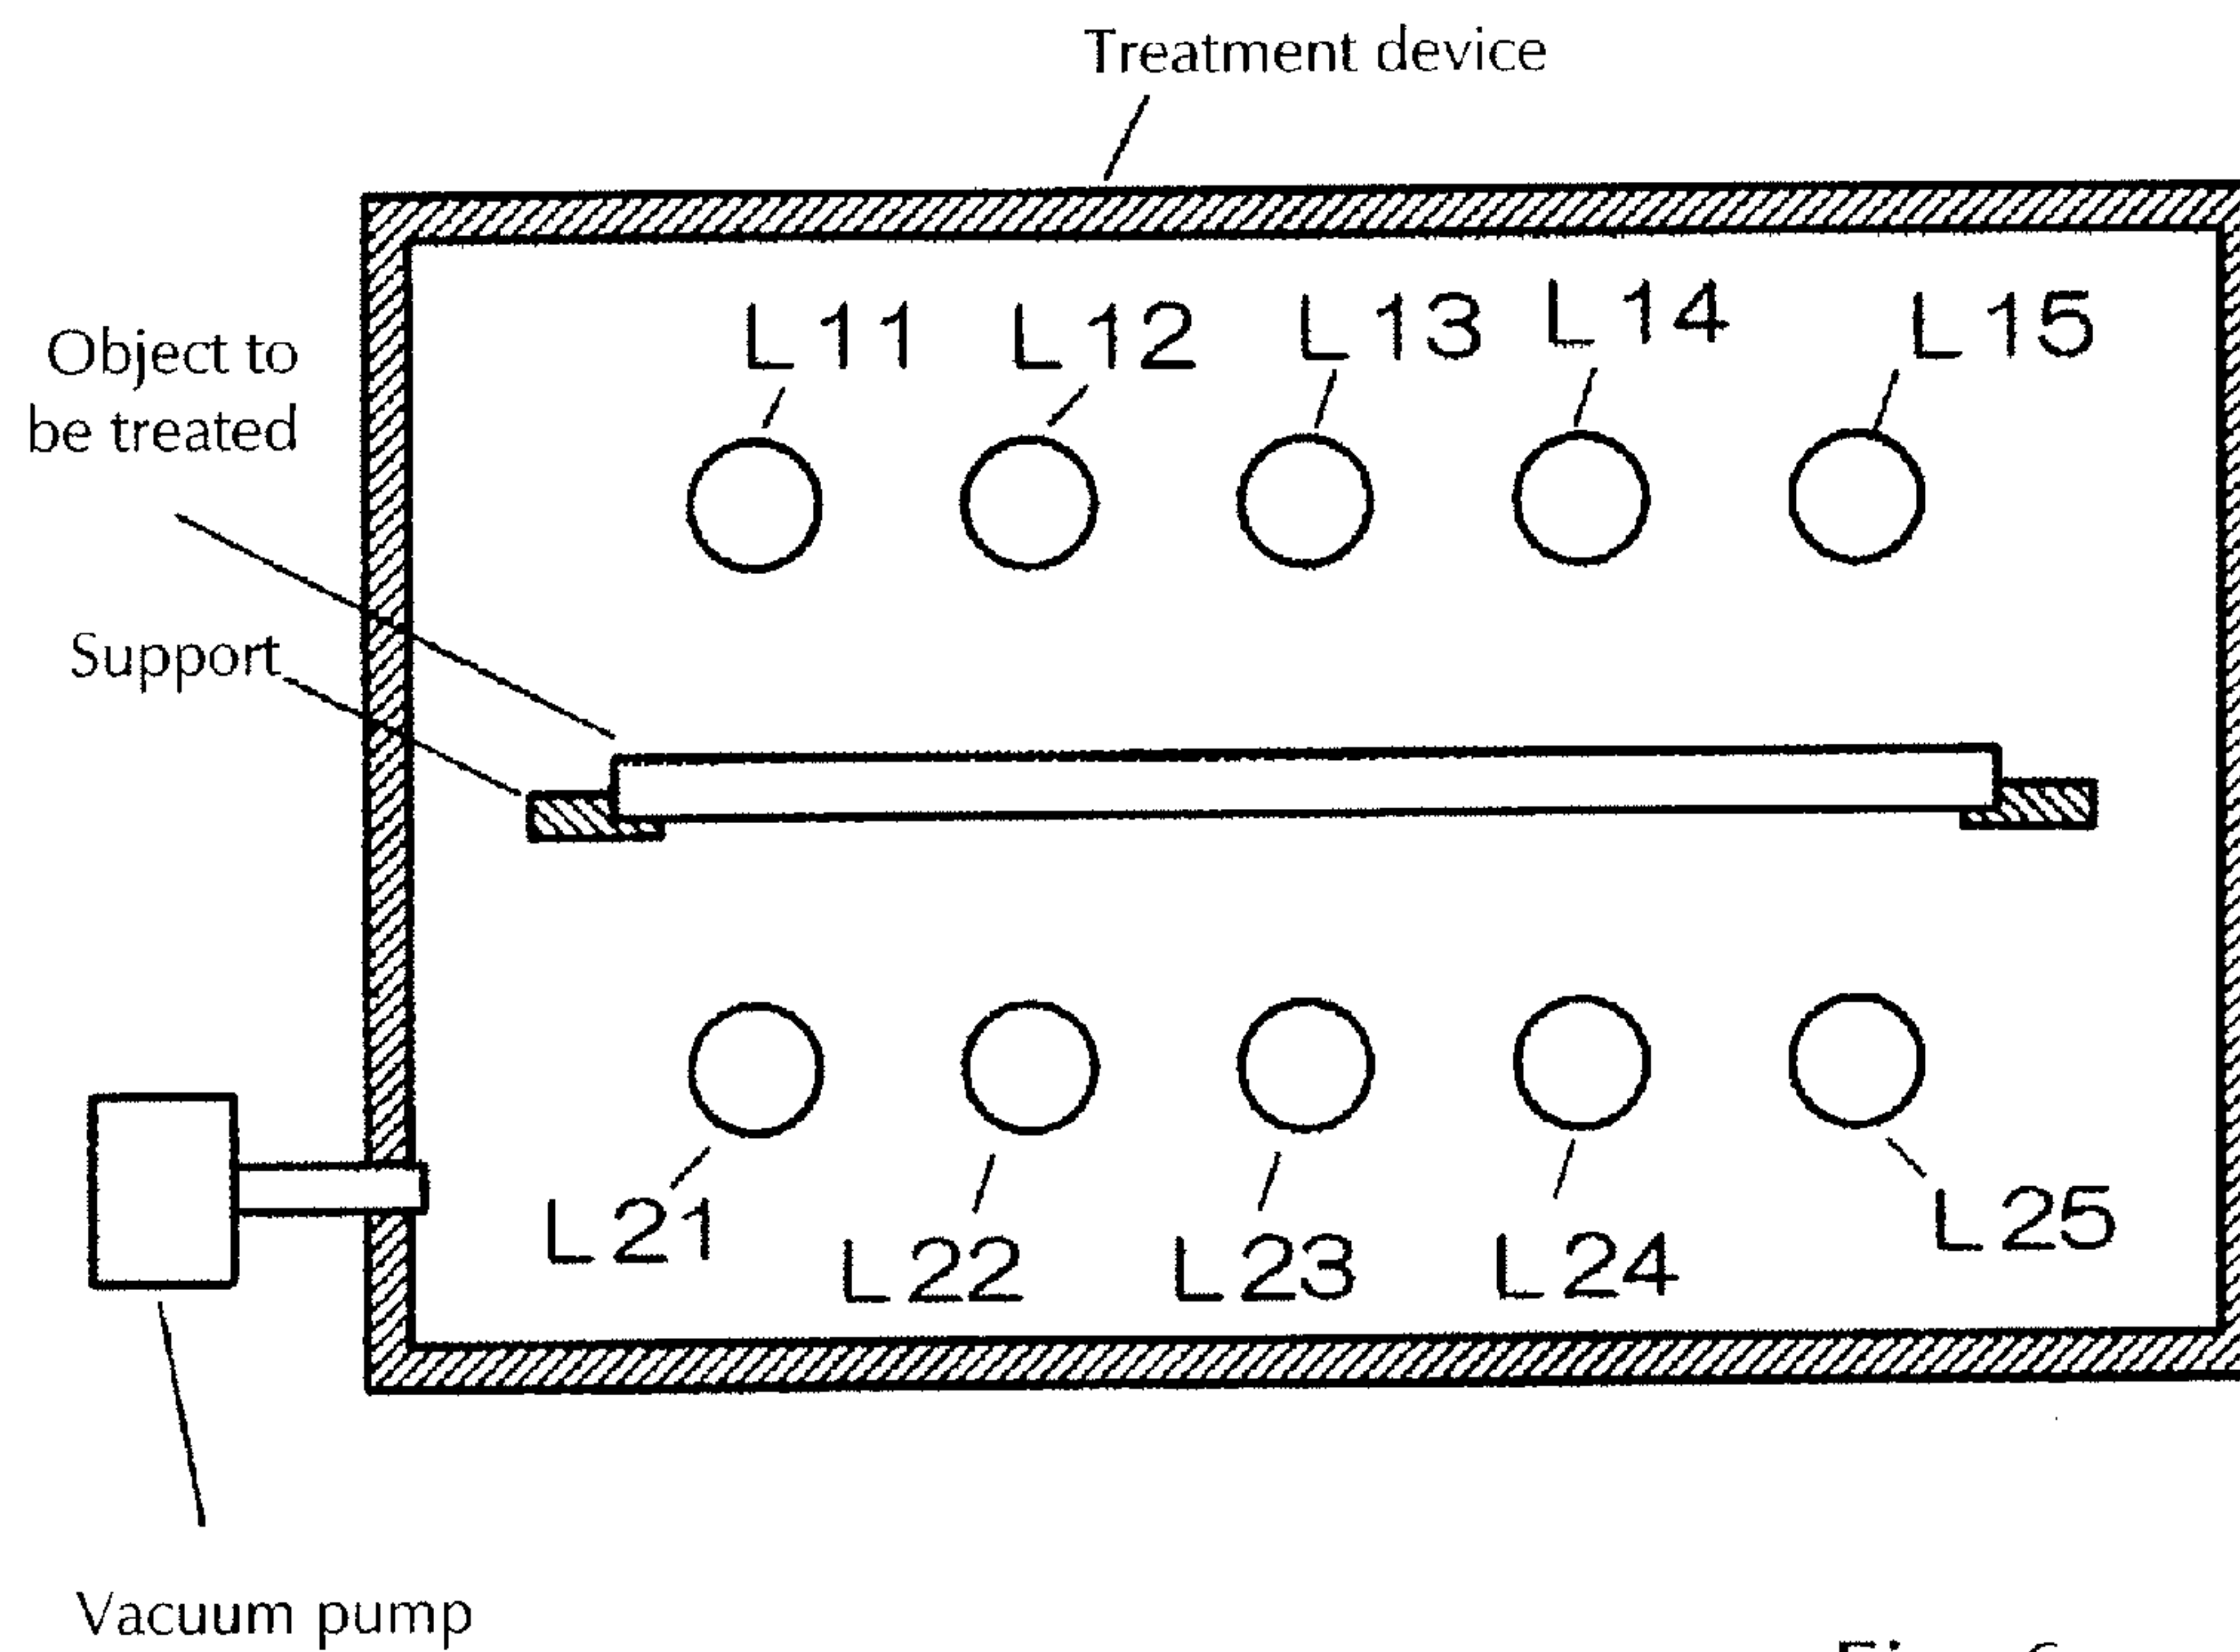 Treatment device
L11 L12 L13 L14 L15
Object to
be treated
Support
L21 L22 L23 L24 L25
Vacuum pump